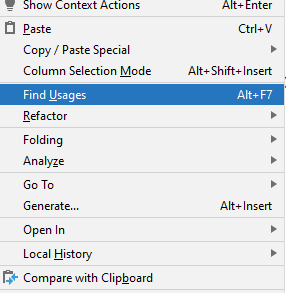 Show Context Actions Alt+Enter
Paste Ctrl+V
Copy / Paste Special
Column Selection Mode Alt+Shift+Insert
Find Usages Alt+F7
Refactor
Folding
Analyze
Go To
Generate... Alt+Insert
Open In
Local History
Compare with Clipboard